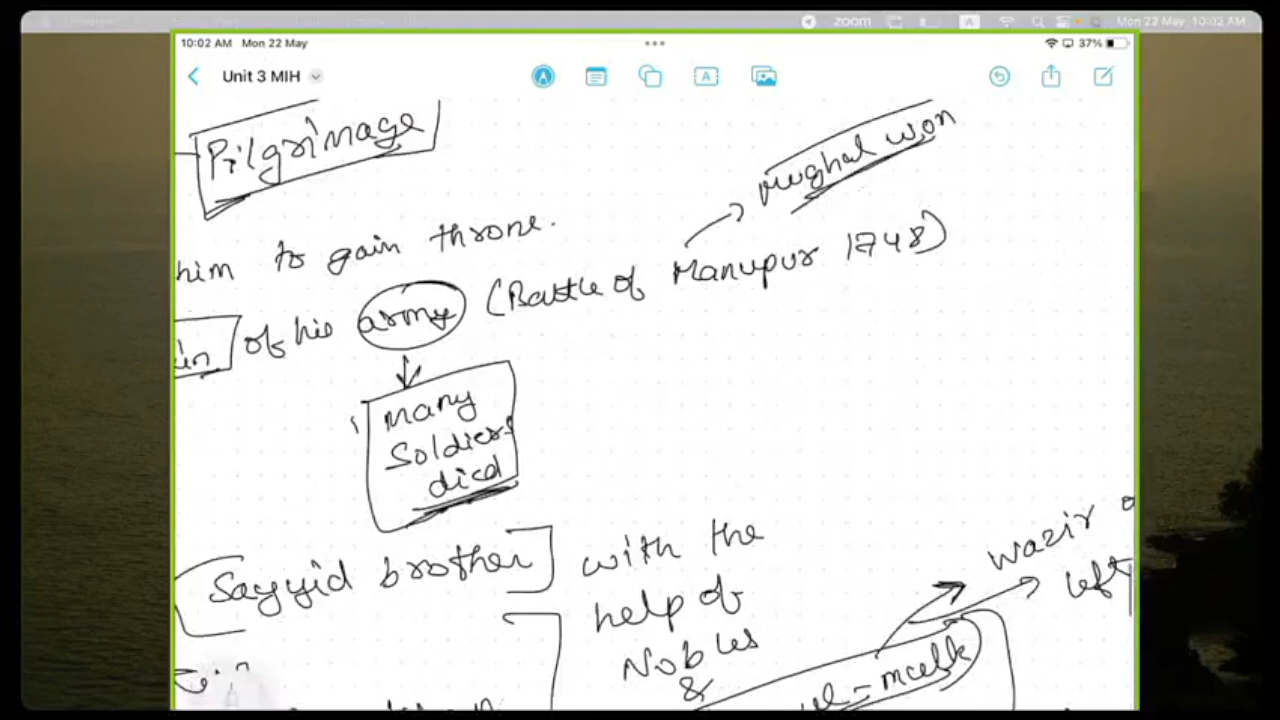 zoom
Mon 22 May 10:02 AM
10:02 AM Mon 22 May
37%
Unit 3 MIH
Pilgrimage
Mughal won
him to gain throne.
of his army (Battle of Manupur 1748)
Many
Soldiers
died
Sayyid brother
with the
help of
Nobles
&
wazir
left